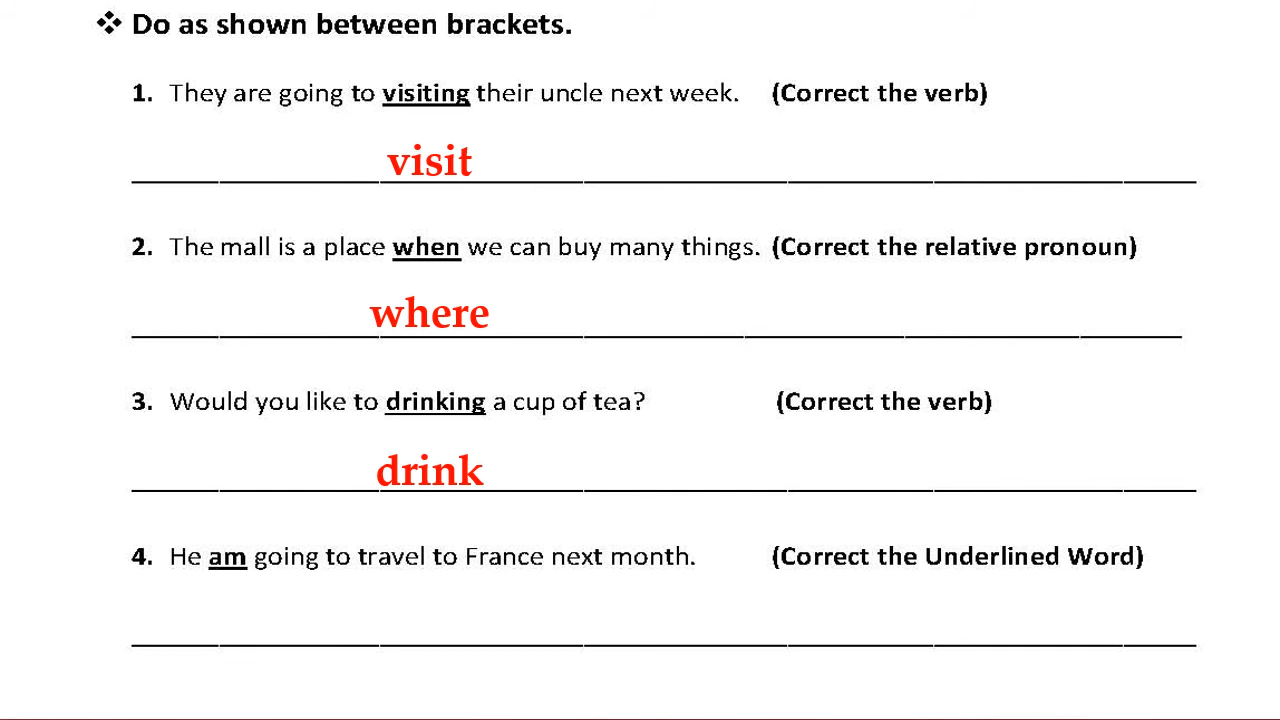 ❖ Do as shown between brackets.
1. They are going to visiting their uncle next week. (Correct the verb)
visit
2. The mall is a place when we can buy many things. (Correct the relative pronoun)
where
3. Would you like to drinking a cup of tea? (Correct the verb)
drink
4. He am going to travel to France next month. (Correct the Underlined Word)